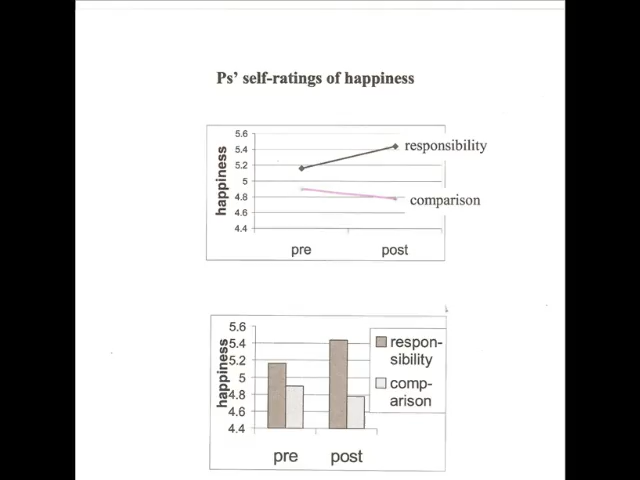 Ps' self-ratings of happiness
happiness
5.6
5.4
5.2
5
4.8
4.6
4.4
responsibility
comparison
pre post
happiness
5.6
5.4
5.2
5
4.8
4.6
4.4
respon-
sibility
comp-
arison
pre post